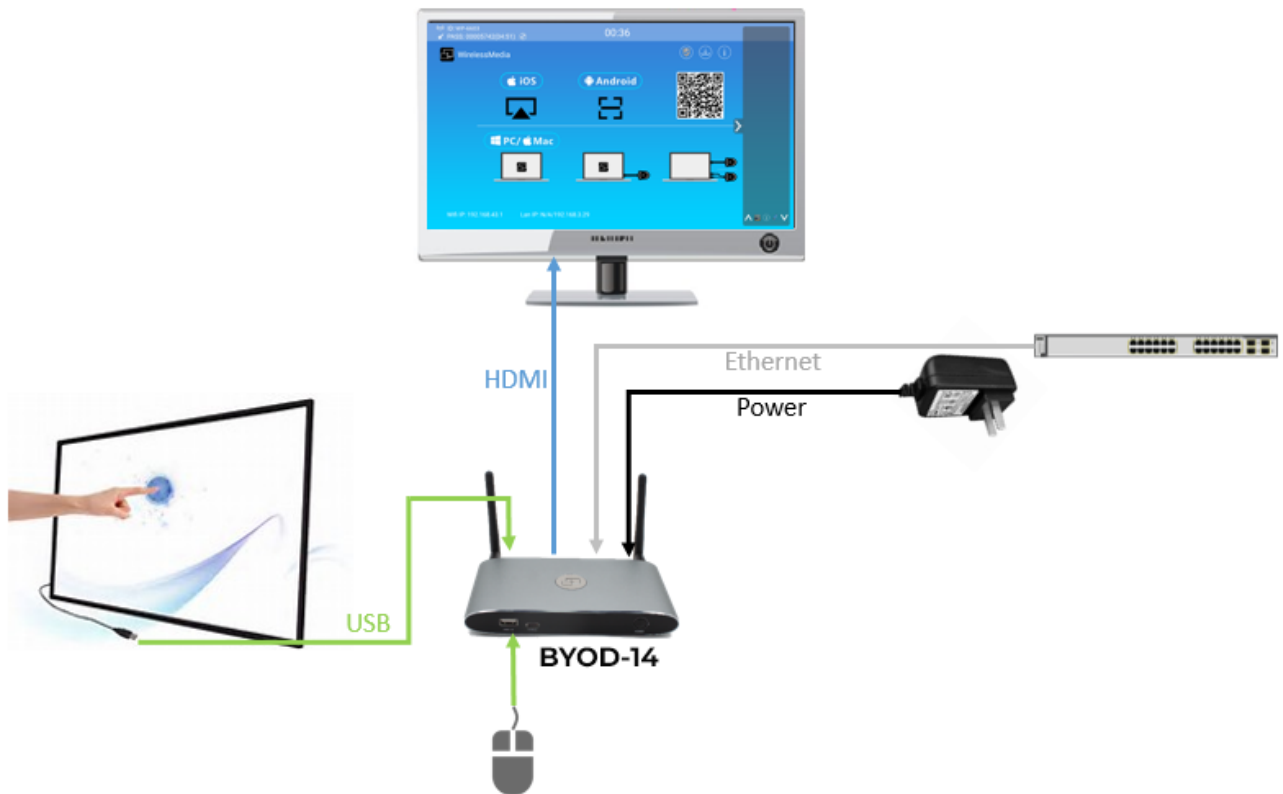 00:36
WirelessMedia
iOS
Android
PC/ Mac
HDMI
Ethernet
Power
USB
BYOD-14